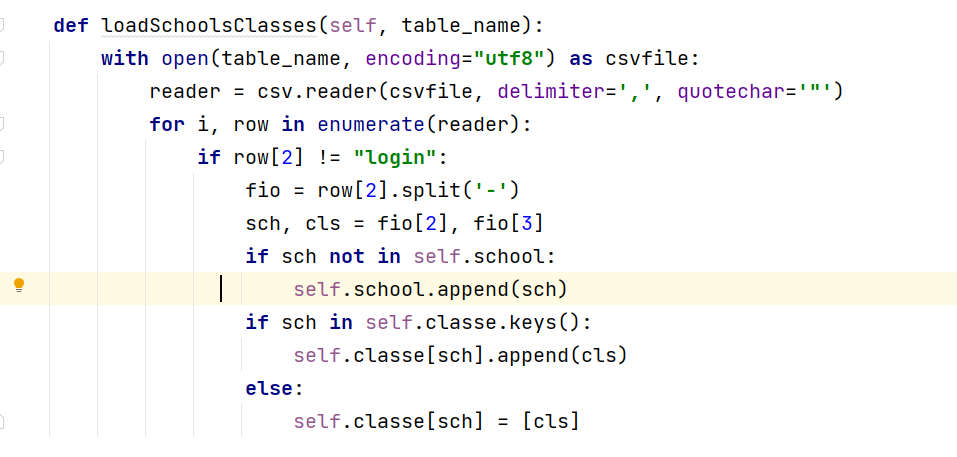 def loadSchoolsClasses(self, table_name):
    with open(table_name, encoding="utf8") as csvfile:
        reader = csv.reader(csvfile, delimiter=',', quotechar='"')
        for i, row in enumerate(reader):
            if row[2] != "login":
                fio = row[2].split('-')
                sch, cls = fio[2], fio[3]
                if sch not in self.school:
                    self.school.append(sch)
                if sch in self.classe.keys():
                    self.classe[sch].append(cls)
                else:
                    self.classe[sch] = [cls]